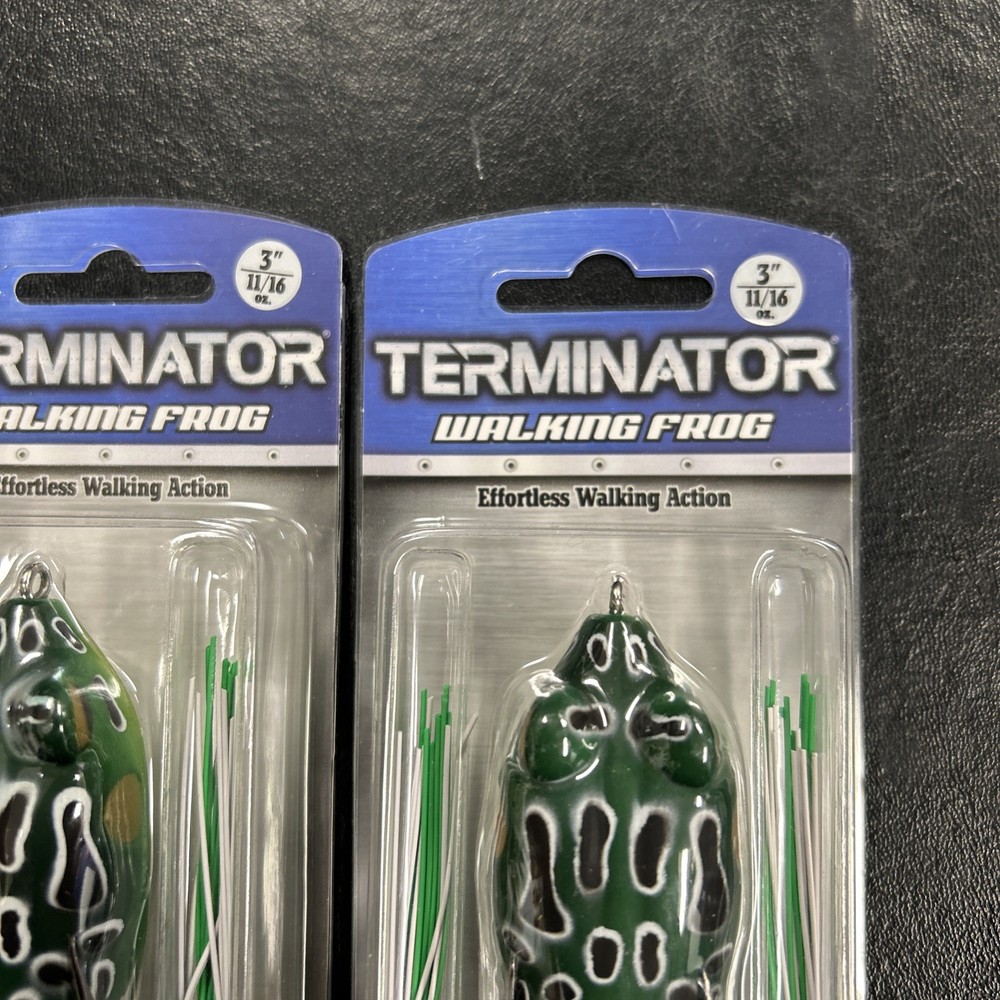 3"
11/16
oz.
RMINATOR®
ALKING FROG
ffortless Walking Action
3"
11/16
oz.
TERMINATOR®
WALKING FROG
Effortless Walking Action